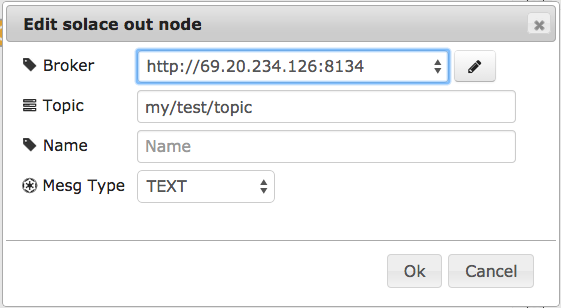 Edit solace out node
Broker http://69.20.234.126:8134
Topic my/test/topic
Name Name
Mesg Type TEXT
Ok Cancel